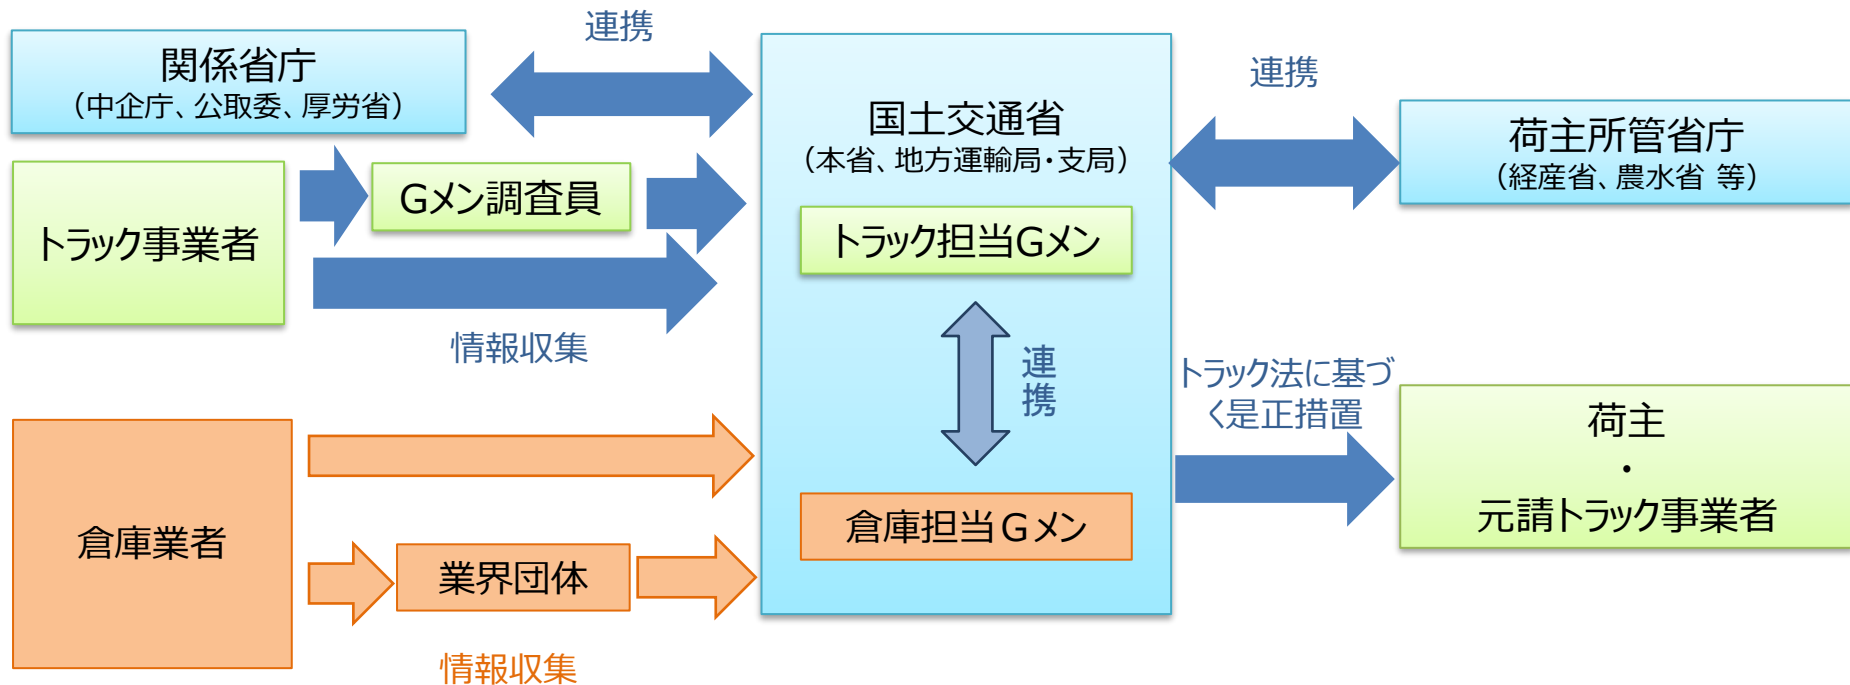 連携
関係省庁
（中企庁、公取委、厚労省）
国土交通省
（本省、地方運輸局・支局）
連携
荷主所管省庁
（経産省、農水省 等）
トラック事業者
Gメン調査員
トラック担当Gメン
情報収集
連携
トラック法に基づ
く是正措置
荷主
・
元請トラック事業者
倉庫業者
業界団体
倉庫担当Gメン
情報収集